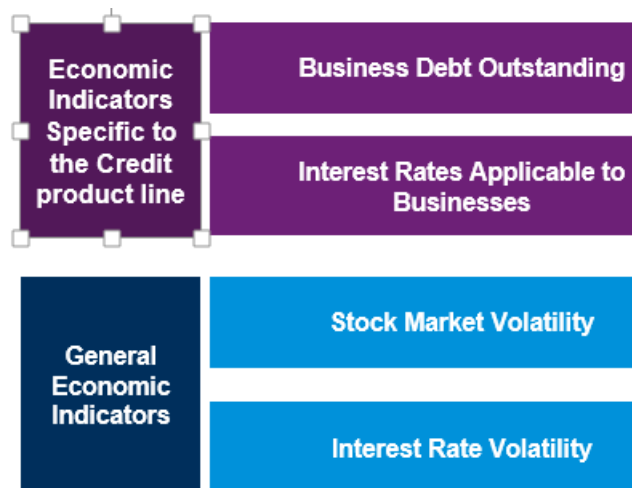 Economic
Indicators
Specific to
the Credit
product line
Business Debt Outstanding
Interest Rates Applicable to
Businesses
General
Economic
Indicators
Stock Market Volatility
Interest Rate Volatility